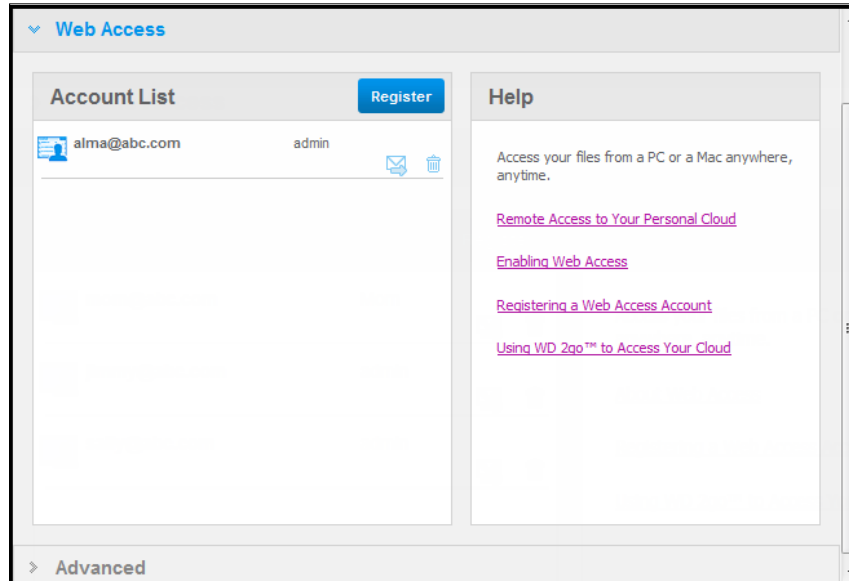 Web Access
Account List
Register
alma@abc.com admin
Help
Access your files from a PC or a Mac anywhere,
anytime.
Remote Access to Your Personal Cloud
Enabling Web Access
Registering a Web Access Account
Using WD 2go™ to Access Your Cloud
Advanced